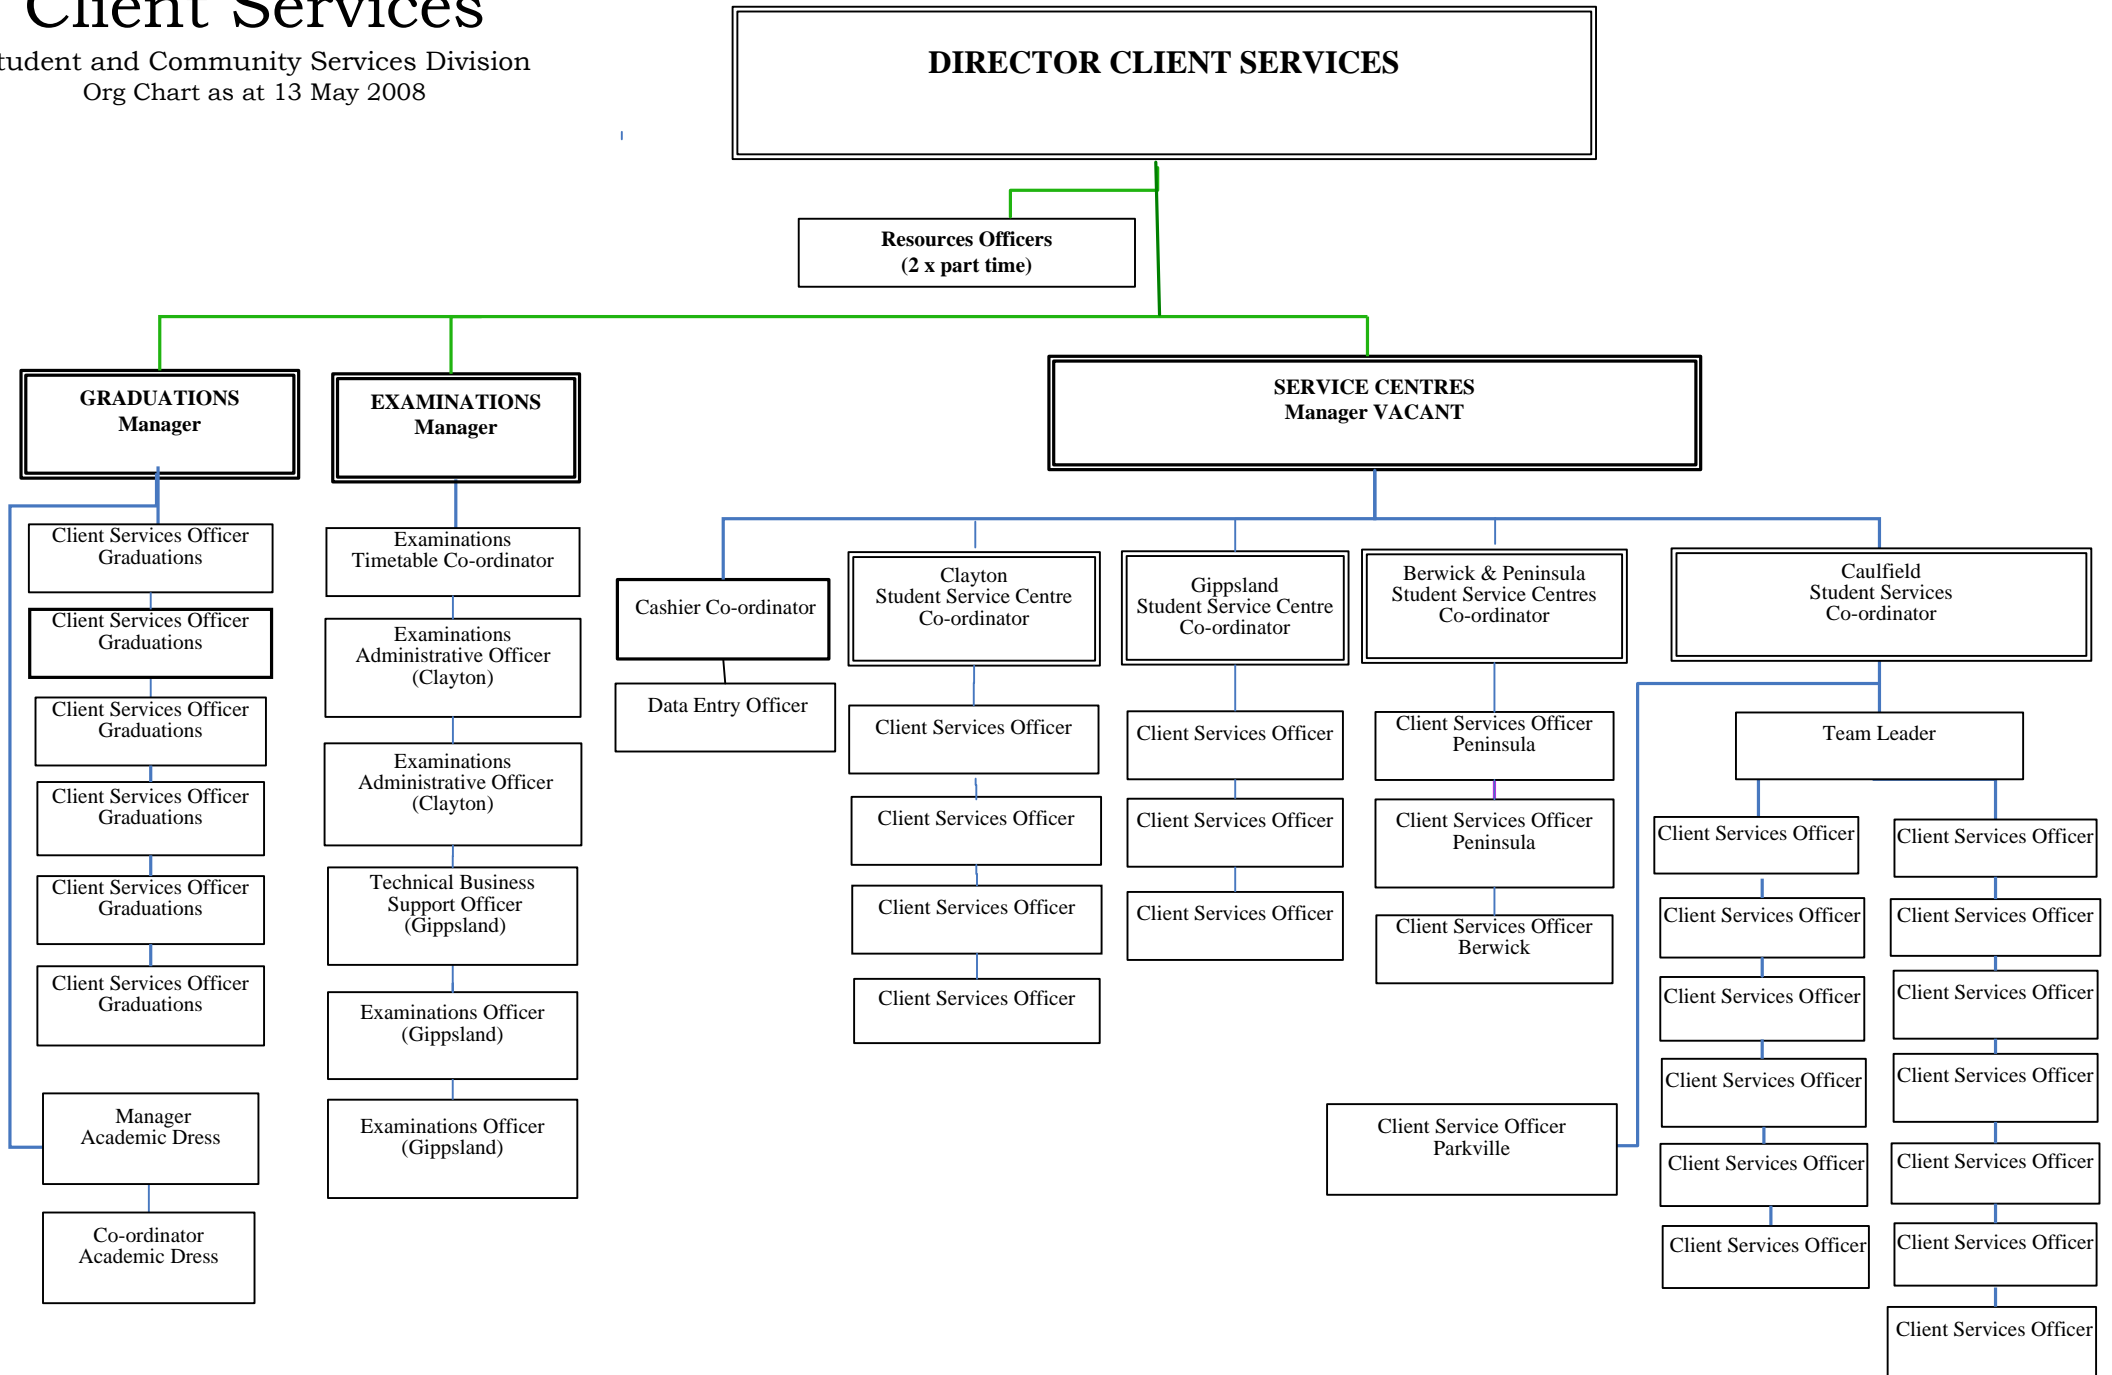 Client Services
tudent and Community Services Division
Org Chart as at 13 May 2008
DIRECTOR CLIENT SERVICES
Resources Officers
(2 x part time)
GRADUATIONS
Manager
EXAMINATIONS
Manager
SERVICE CENTRES
Manager VACANT
Client Services Officer
Graduations
Client Services Officer
Graduations
Client Services Officer
Graduations
Client Services Officer
Graduations
Client Services Officer
Graduations
Client Services Officer
Graduations
Manager
Academic Dress
Co-ordinator
Academic Dress
Examinations
Timetable Co-ordinator
Examinations
Administrative Officer
(Clayton)
Examinations
Administrative Officer
(Clayton)
Technical Business
Support Officer
(Gippsland)
Examinations Officer
(Gippsland)
Examinations Officer
(Gippsland)
Cashier Co-ordinator
Data Entry Officer
Clayton
Student Service Centre
Co-ordinator
Client Services Officer
Client Services Officer
Client Services Officer
Client Services Officer
Gippsland
Student Service Centre
Co-ordinator
Client Services Officer
Client Services Officer
Client Services Officer
Berwick & Peninsula
Student Service Centres
Co-ordinator
Client Services Officer
Peninsula
Client Services Officer
Peninsula
Client Services Officer
Berwick
Caulfield
Student Services
Co-ordinator
Client Service Officer
Parkville
Team Leader
Client Services Officer
Client Services Officer
Client Services Officer
Client Services Officer
Client Services Officer
Client Services Officer
Client Services Officer
Client Services Officer
Client Services Officer
Client Services Officer
Client Services Officer
Client Services Officer
Client Services Officer